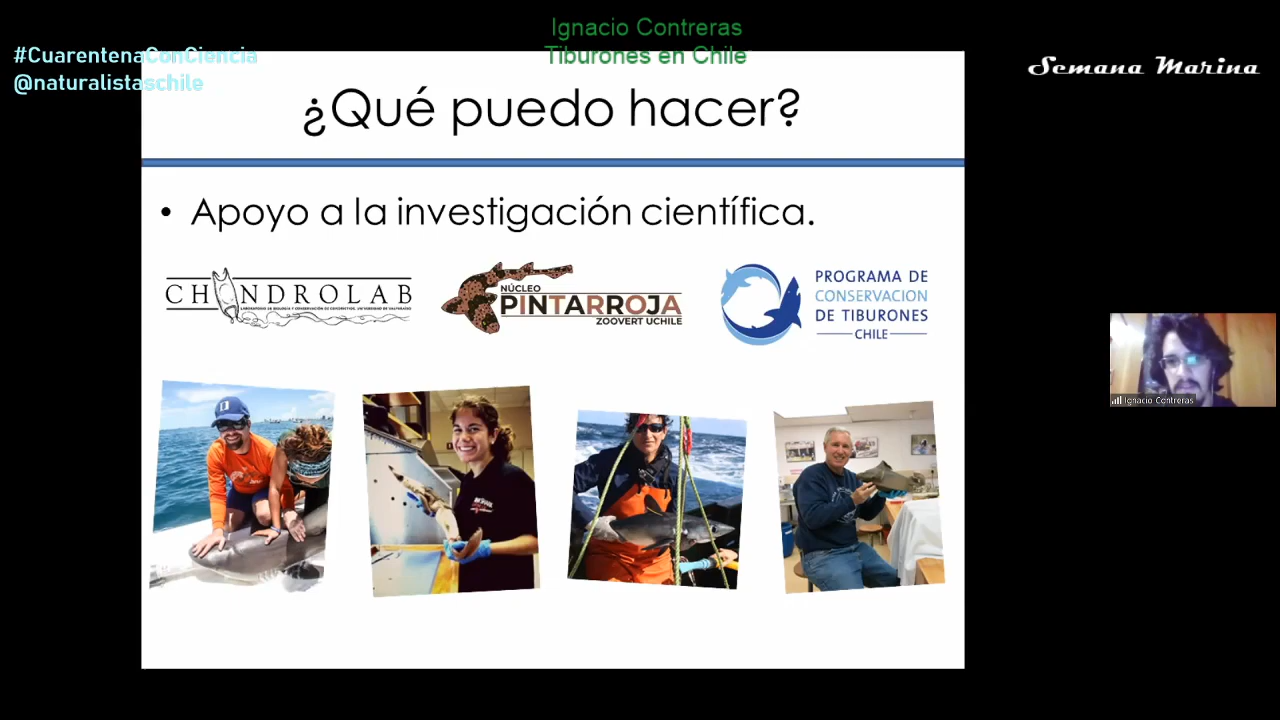 Ignacio Contreras
Tiburones en Chile
#CuarentenaConCiencia
@naturalistaschile
Semana Marina
¿Qué puedo hacer?
• Apoyo a la investigación científica.
CHONDROLAB
NÚCLEO
PINTARROJA
ZOOVERT UCHILE
PROGRAMA DE
CONSERVACION
DE TIBURONES
CHILE
Ignacio Contreras